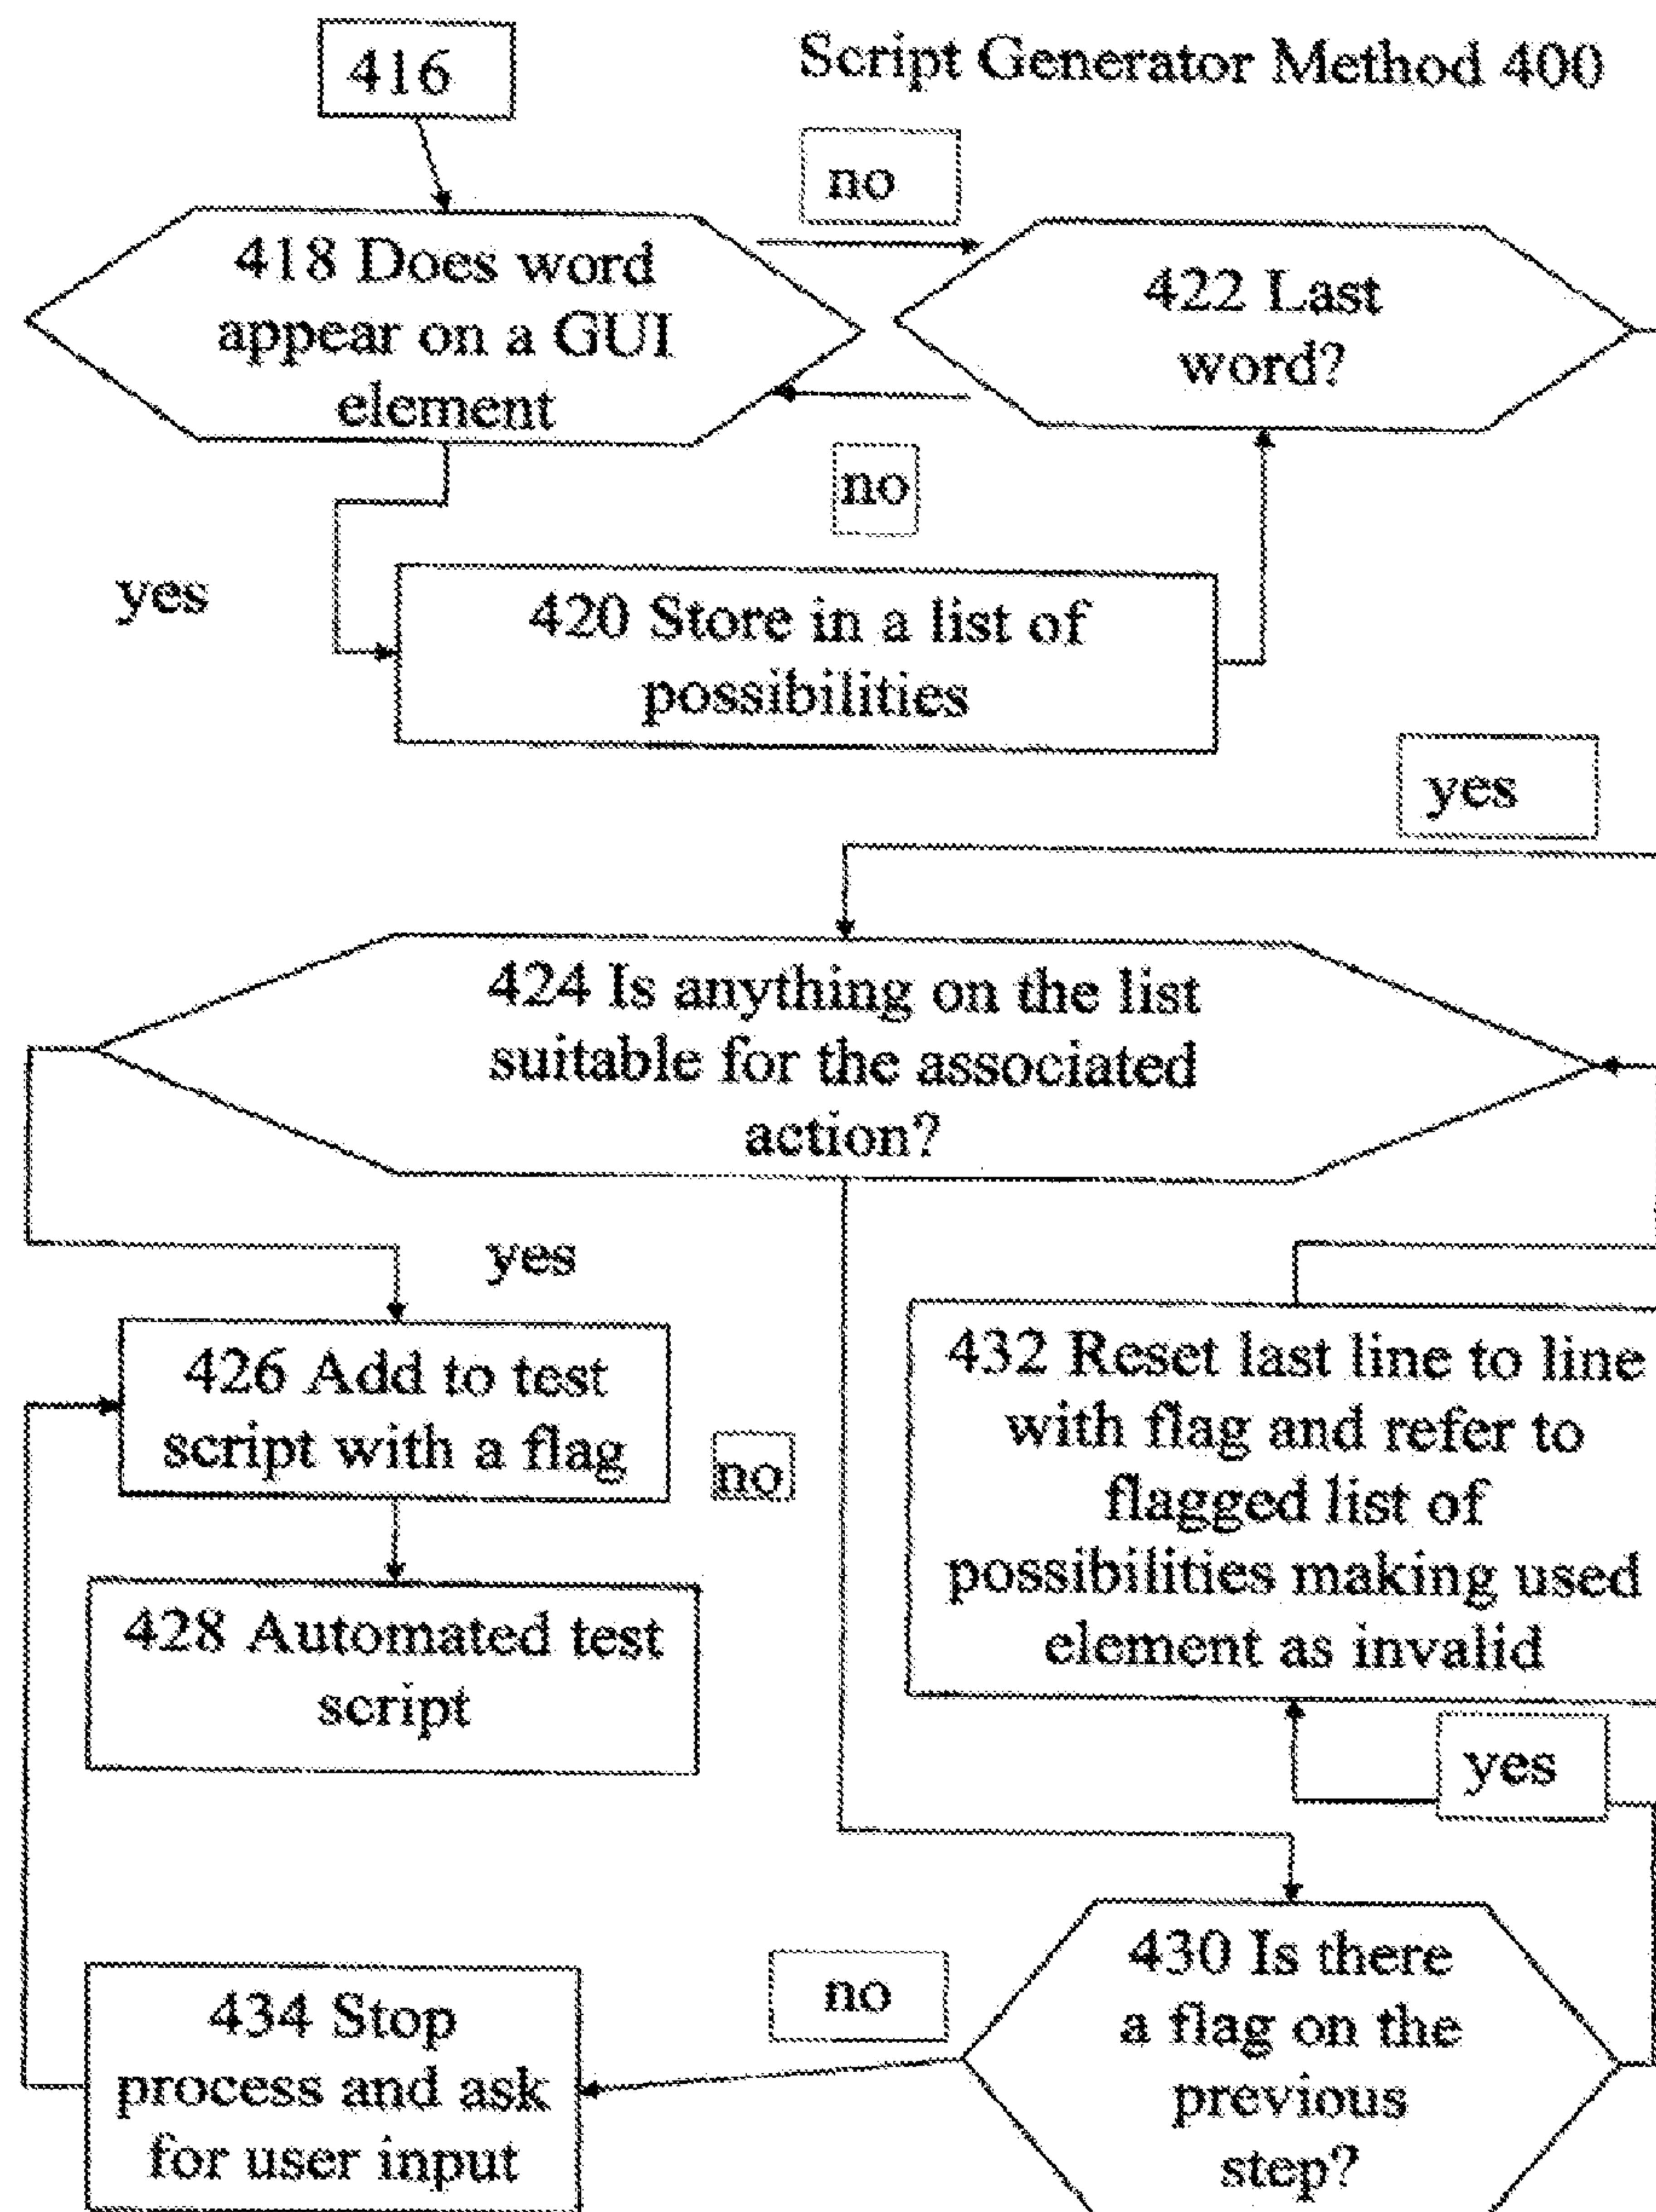 416
Script Generator Method 400
no
418 Does word
appear on a GUI
element
422 Last
word?
no
yes
420 Store in a list of
possibilities
yes
424 Is anything on the list
suitable for the associated
action?
yes
426 Add to test
script with a flag
no
432 Reset last line to line
with flag and refer to
flagged list of
possibilities making used
element as invalid
428 Automated test
script
yes
430 Is there
a flag on the
previous
step?
no
434 Stop
process and ask
for user input